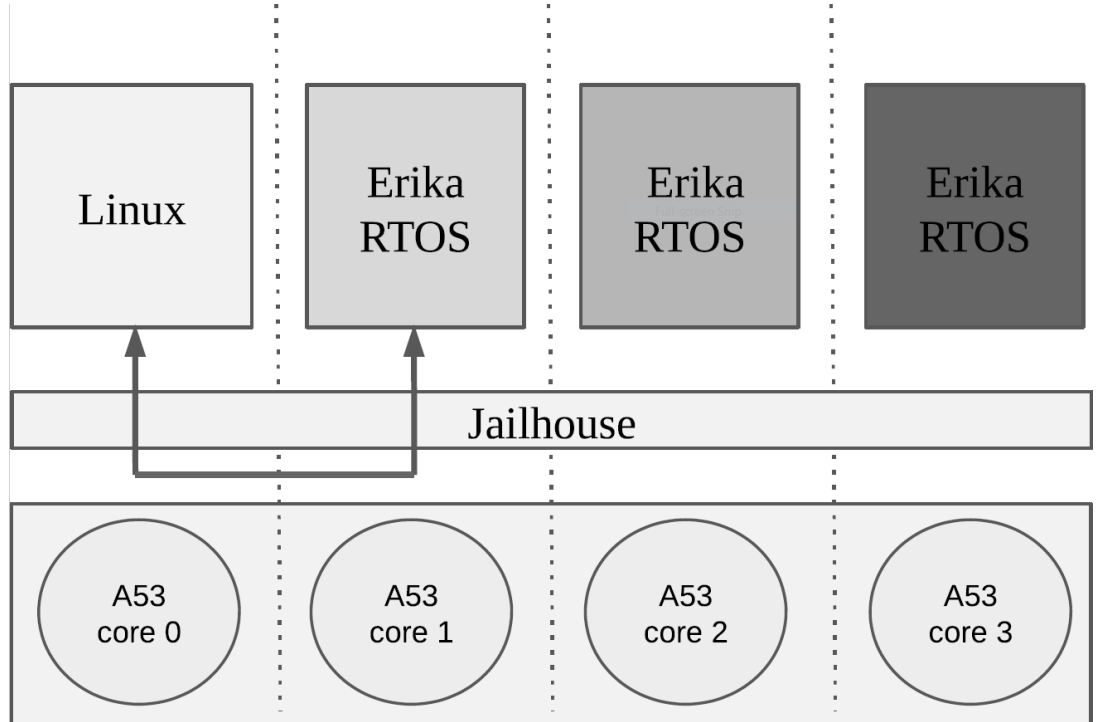 Linux
Erika
RTOS
Erika
RTOS
Erika
RTOS
Jailhouse
A53
core 0
A53
core 1
A53
core 2
A53
core 3